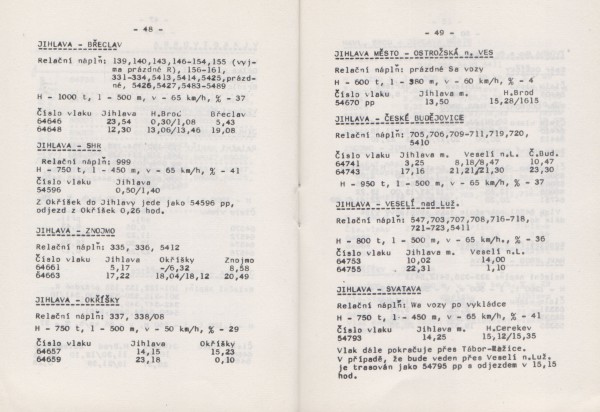 - 48 -
JIHLAVA - BŘECLAV
Relační náplň: 139,140,143,146-154,155 (vyj-
ma prázdné R), 156-161,
331-334,5413,5414,5425,prázd-
né, 5426,5427,5483-5489
H - 1000 t, l - 500 m, v - 65 km/h, % - 37
Číslo vlaku Jihlava H.Brod Břeclav
64646 23,54 0,30/1,08 5,43
64648 12,30 13,06/13,46 19,08
JIHLAVA - SHR
Relační náplň: 999
H - 750 t, l - 450 m, v - 65 km/h, % - 41
Číslo vlaku Jihlava
54596 0,50/1,40
Z Okříšek do Jihlavy jede jako 54596 pp,
odjezd z Okříšek 0,26 hod.
JIHLAVA - ZNOJMO
Relační náplň: 335, 336, 5412
Číslo vlaku Jihlava Okříšky Znojmo
64661 5,17 -/6,32 8,58
64663 17,22 18,04/18,12 20,49
JIHLAVA - OKŘÍŠKY
Relační náplň: 337, 338/08
H - 750 t, l - 500 m, v - 50 km/h, % - 29
Číslo vlaku Jihlava Okříšky
64657 14,15 15,23
64659 23,18 0,10
- 49 -
JIHLAVA MĚSTO - OSTROŽSKÁ n. VES
Relační náplň: prázdné Sa vozy
H - 600 t, l - 380 m, v - 60 km/h, % - 4
Číslo vlaku Jihlava m. H.Brod
54670 pp 13,50 15,28/1615
JIHLAVA - ČESKÉ BUDĚJOVICE
Relační náplň: 705,706,709-711,719,720,
5410
Číslo vlaku Jihlava m. Veselí n.L. Č.Bud.
64741 3,25 8,18/8,47 10,47
64743 17,16 21,21/21,30 23,30
H - 950 t, l - 500 m, v - 65 km/h, % - 37
JIHLAVA - VESELÍ nad Luž.
Relační náplň: 547,703,707,708,716-718,
721-723,5411
H - 800 t, l - 500 m, v - 65 km/h., % - 36
Číslo vlaku Jihlava m. Veselí n.L.
64753 10,02 14,00
64755 22,31 1,10
JIHLAVA - SVATAVA
Relační náplň: Wa vozy po vykládce
H - 750 t, l - 450 m, v - 65 km/h, % - 41
Číslo vlaku Jihlava m. H.Cerekev
54793 14,25 15,12/15,35
Vlak dále pokračuje přes Tábor-Mažice.
V případě, že bude veden přes Veselí n.Luž.
je trasován jako 54795 pp s odjezdem v 15,15
hod.